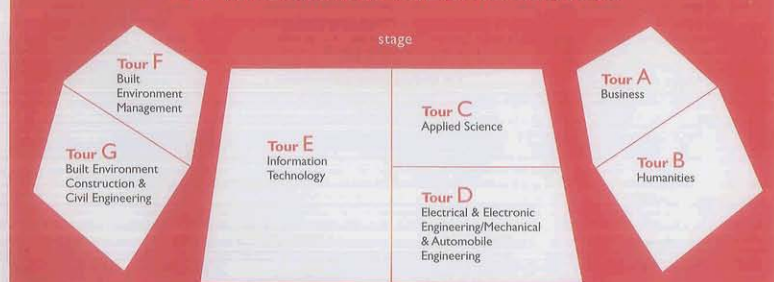 stage
Tour F
Built
Environment
Management
Tour G
Built Environment
Construction &
Civil Engineering
Tour E
Information
Technology
Tour C
Applied Science
Tour D
Electrical & Electronic
Engineering/Mechanical
& Automobile
Engineering
Tour A
Business
Tour B
Humanities